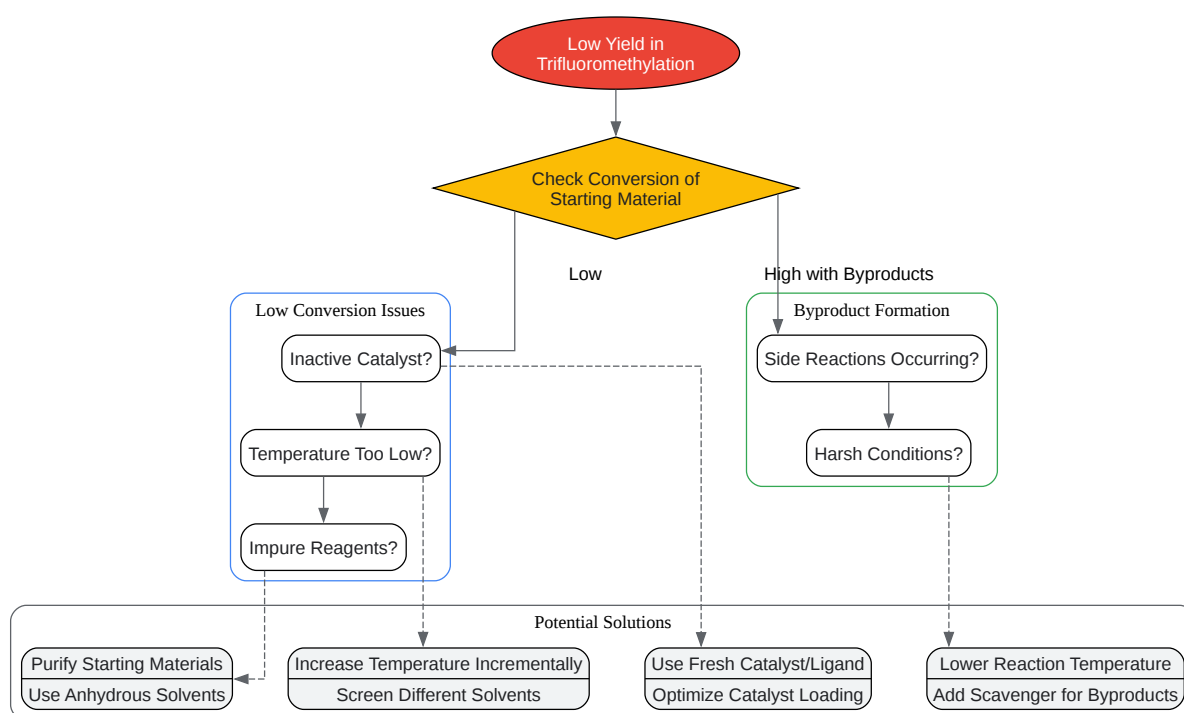 Low Yield in
Trifluoromethylation
Check Conversion of
Starting Material
Low
High with Byproducts
Low Conversion Issues
Byproduct Formation
Inactive Catalyst?
Side Reactions Occurring?
Temperature Too Low?
Harsh Conditions?
Impure Reagents?
Potential Solutions
Purify Starting Materials
Use Anhydrous Solvents
Increase Temperature Incrementally
Screen Different Solvents
Use Fresh Catalyst/Ligand
Optimize Catalyst Loading
Lower Reaction Temperature
Add Scavenger for Byproducts